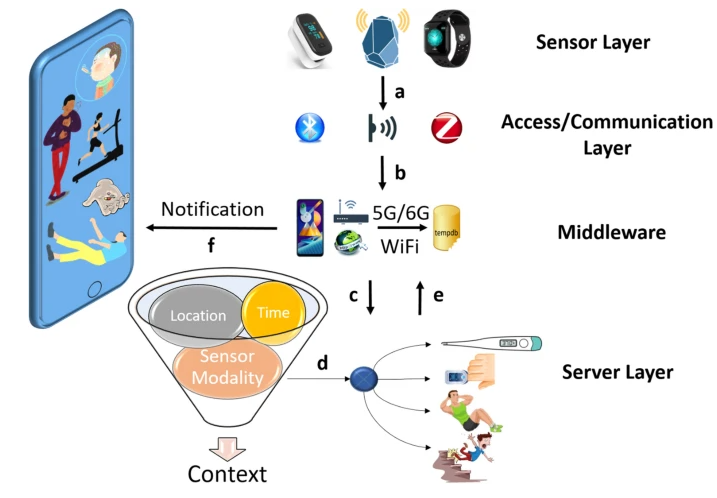 Sensor Layer
a
Access/Communication
Layer
b
Notification
f
5G/6G
WiFi
tempdb
Middleware
c
e
Location
Time
Sensor
Modality
d
Server Layer
Context